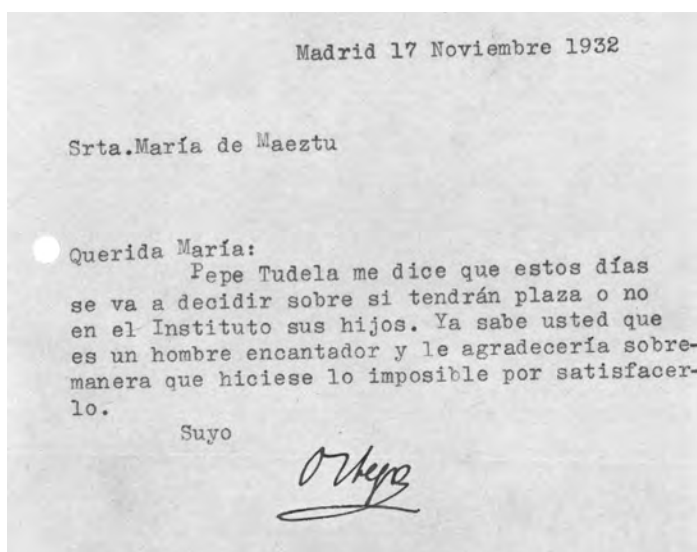 Madrid 17 Noviembre 1932
Srta.María de Maeztu
Querida María:
Pepe Tudela me dice que estos días
se va a decidir sobre si tendrán plaza o no
en el Instituto sus hijos. Ya sabe usted que
es un hombre encantador y le agradecería sobre-
manera que hiciese lo imposible por satisfacer-
lo.
Suyo
Ortega